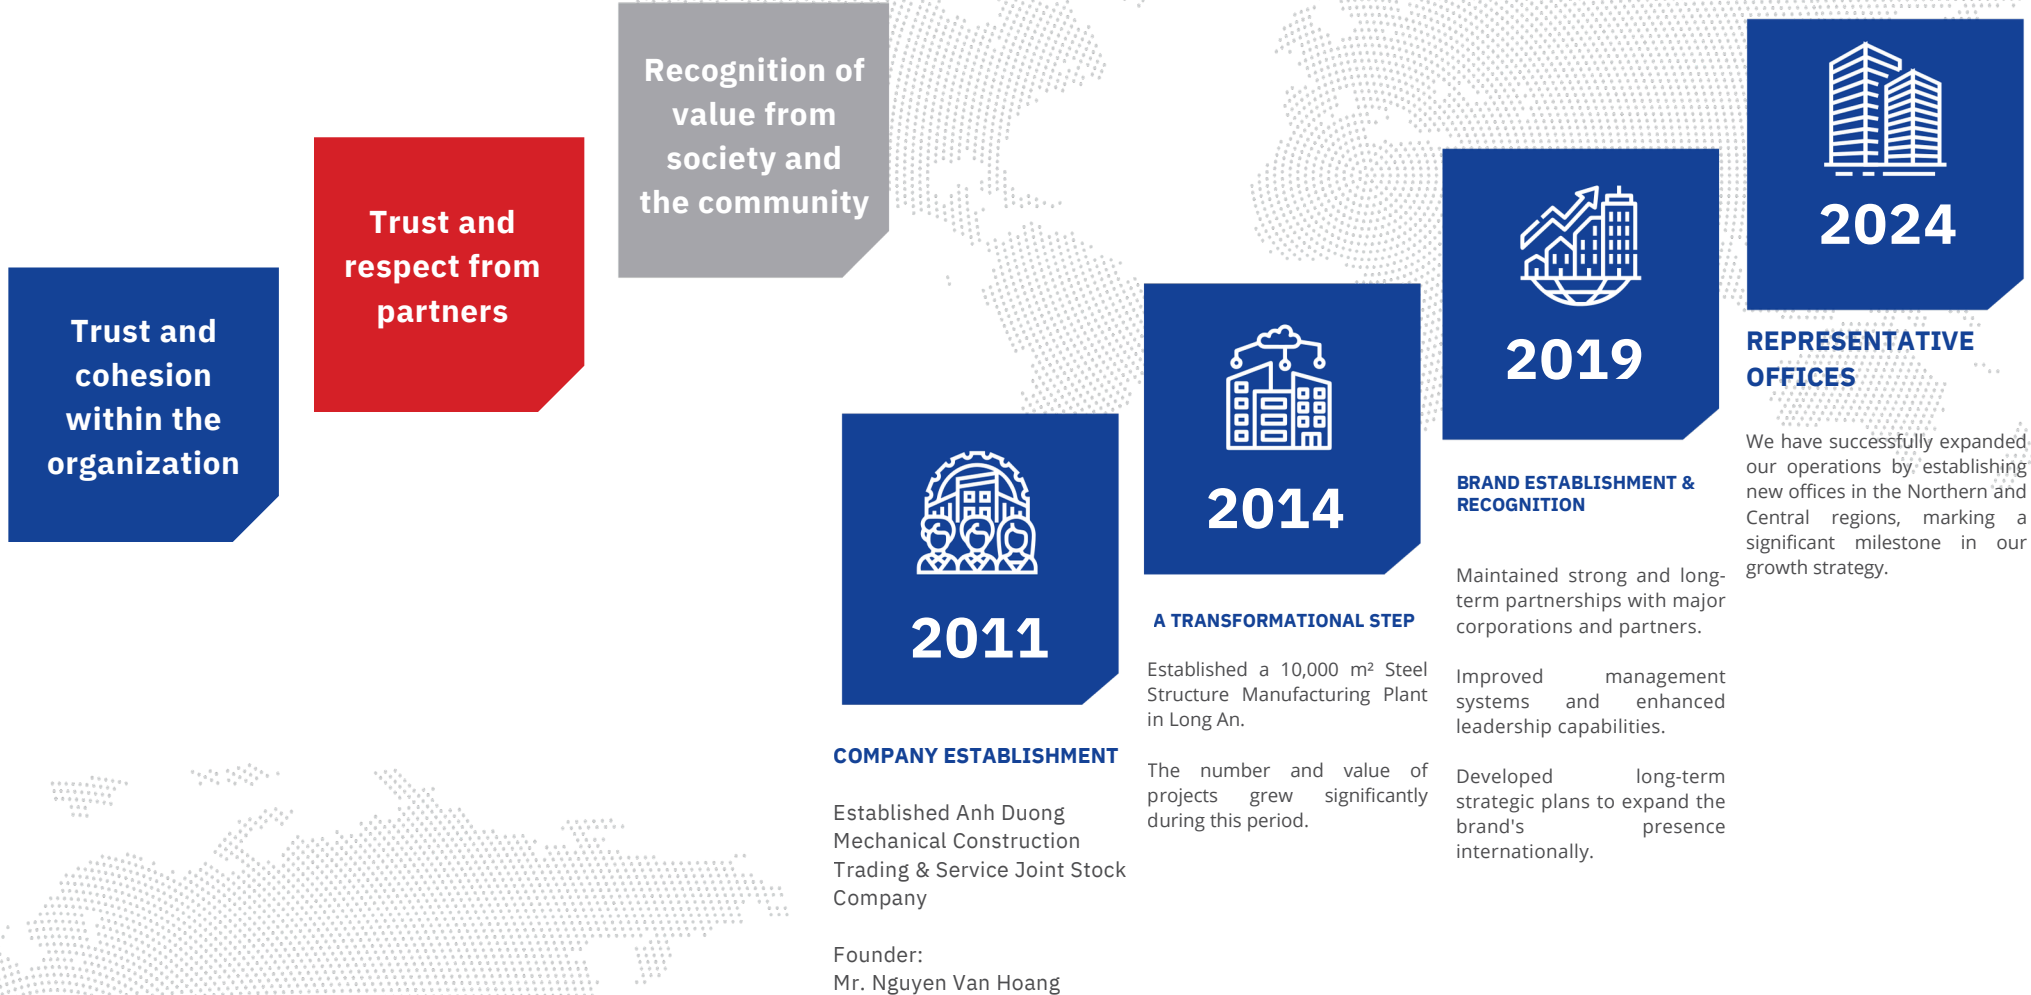 Trust and
cohesion
within the
organization
Trust and
respect from
partners
Recognition of
value from
society and
the community
2011
COMPANY ESTABLISHMENT
Established Anh Duong
Mechanical Construction
Trading & Service Joint Stock
Company
Founder:
Mr. Nguyen Van Hoang
2014
A TRANSFORMATIONAL STEP
Established a 10,000 m² Steel
Structure Manufacturing Plant
in Long An.
The number and value of
projects grew significantly
during this period.
2019
BRAND ESTABLISHMENT &
RECOGNITION
Maintained strong and long-
term partnerships with major
corporations and partners.
Improved management
systems and enhanced
leadership capabilities.
Developed long-term
strategic plans to expand the
brand's presence
internationally.
2024
REPRESENTATIVE
OFFICES
We have successfully expanded
our operations by establishing
new offices in the Northern and
Central regions, marking a
significant milestone in our
growth strategy.